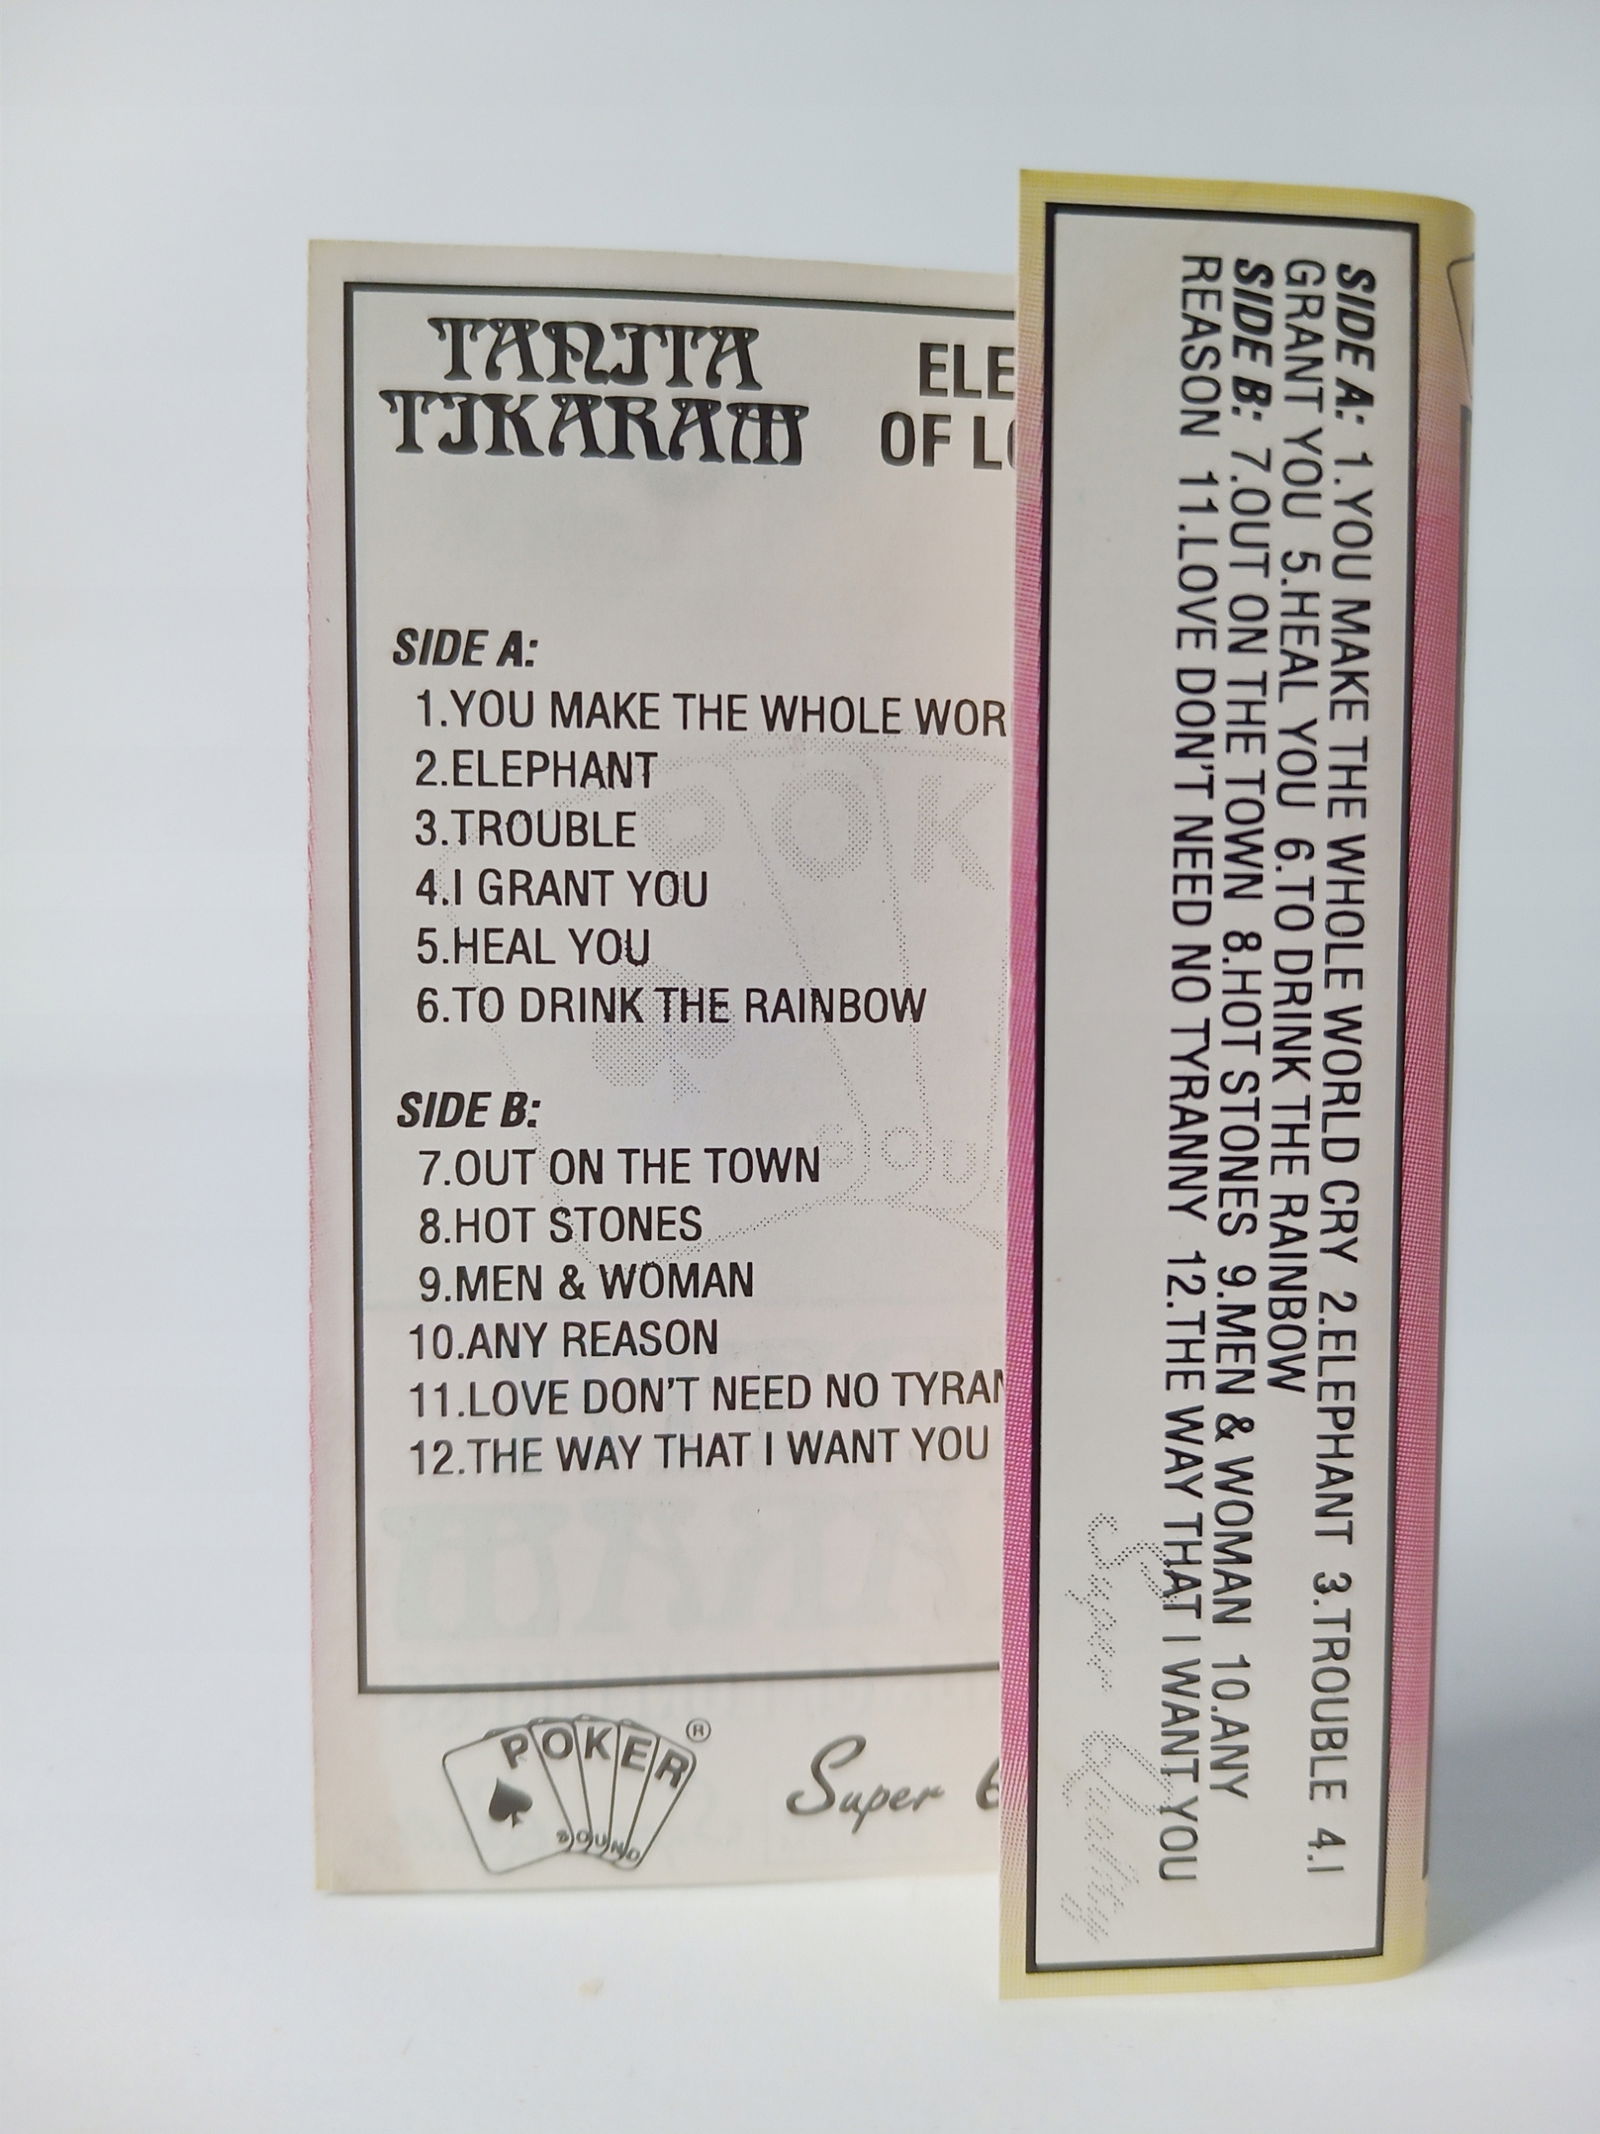 TANITA
TIKARAM
ELE
OF LO
SIDE A:
1.YOU MAKE THE WHOLE WOR
2.ELEPHANT
3.TROUBLE
4.I GRANT YOU
5.HEAL YOU
6.TO DRINK THE RAINBOW
SIDE B:
7.OUT ON THE TOWN
8.HOT STONES
9.MEN & WOMAN
10.ANY REASON
11.LOVE DON'T NEED NO TYRAN
12.THE WAY THAT I WANT YOU
POKER ®
SOUND
Super
SIDE A: 1.YOU MAKE THE WHOLE WORLD CRY 2.ELEPHANT 3.TROUBLE 4.I
GRANT YOU 5.HEAL YOU 6.TO DRINK THE RAINBOW
SIDE B: 7.OUT ON THE TOWN 8.HOT STONES 9.MEN & WOMAN 10.ANY
REASON 11.LOVE DON'T NEED NO TYRANNY 12.THE WAY THAT I WANT YOU
Super Quality